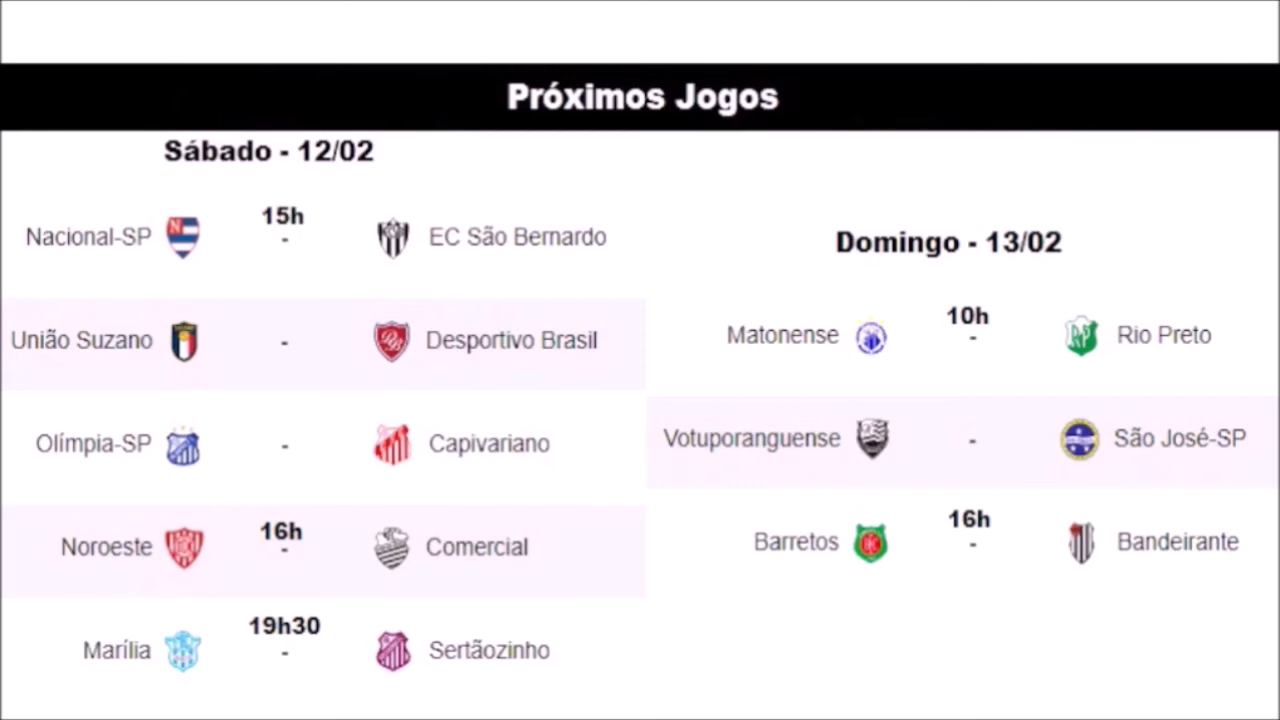 Próximos Jogos
Sábado - 12/02
15h
Nacional-SP - EC São Bernardo
União Suzano - Desportivo Brasil
Olímpia-SP - Capivariano
16h
Noroeste - Comercial
19h30
Marília - Sertãozinho
Domingo - 13/02
10h
Matonense - Rio Preto
Votuporanguense - São José-SP
16h
Barretos - Bandeirante